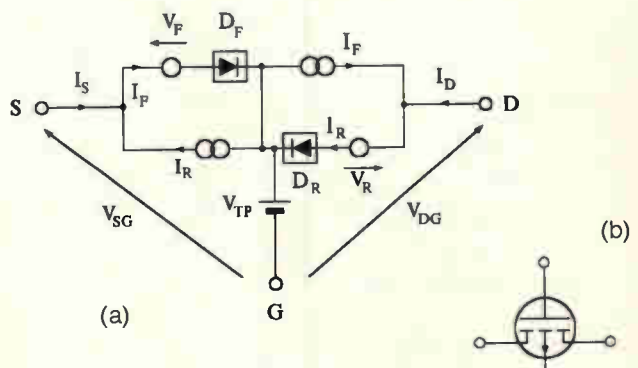 V_F D_F
I_S I_F I_F I_D
S D
I_R D_R I_R V_R
V_SG V_TP V_DG
(b)
(a) G